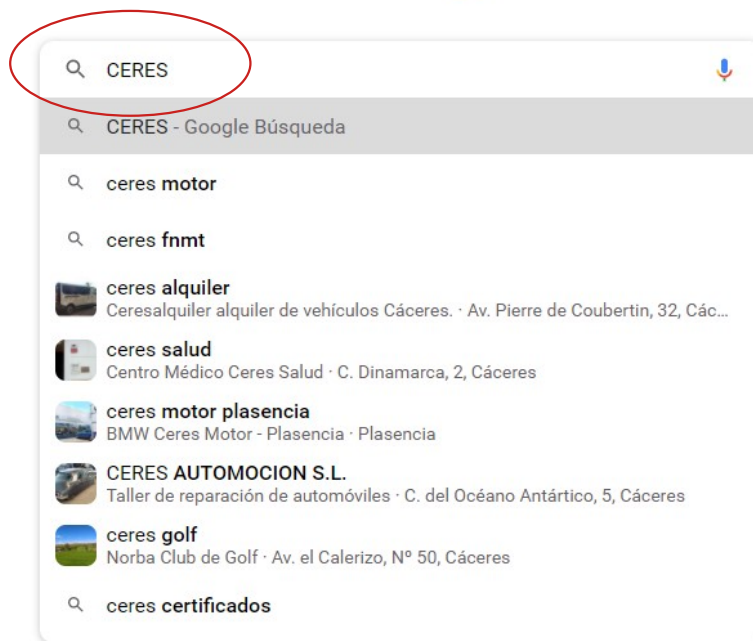 CERES
CERES - Google Búsqueda
ceres motor
ceres fnmt
ceres alquiler
Ceresalquiler alquiler de vehículos Cáceres. · Av. Pierre de Coubertin, 32, Các...
ceres salud
Centro Médico Ceres Salud · C. Dinamarca, 2, Cáceres
ceres motor plasencia
BMW Ceres Motor - Plasencia · Plasencia
CERES AUTOMOCION S.L.
Taller de reparación de automóviles · C. del Océano Antártico, 5, Cáceres
ceres golf
Norba Club de Golf · Av. el Calerizo, Nº 50, Cáceres
ceres certificados